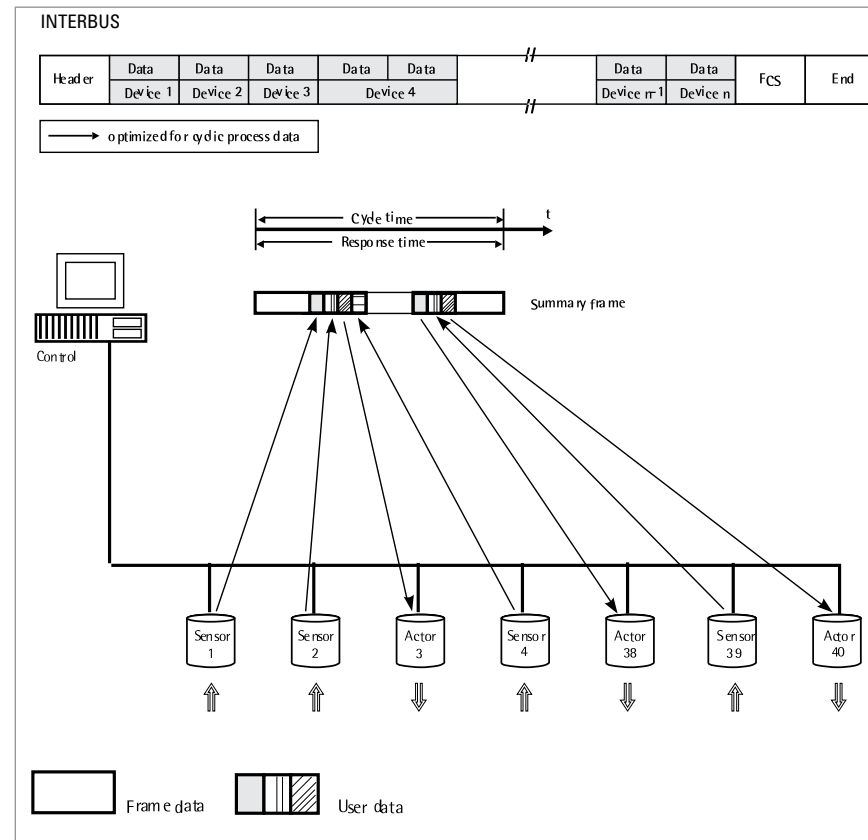 INTERBUS
Header Data Data Data Data Data Data Data FCS End
Device 1 Device 2 Device 3 Device 4 Device n-1 Device n
optimized for cyclic process data
Cycle time t
Response time
Summary frame
Control
Sensor 1
Sensor 2
Actor 3
Sensor 4
Actor 38
Sensor 39
Actor 40
Frame data
User data